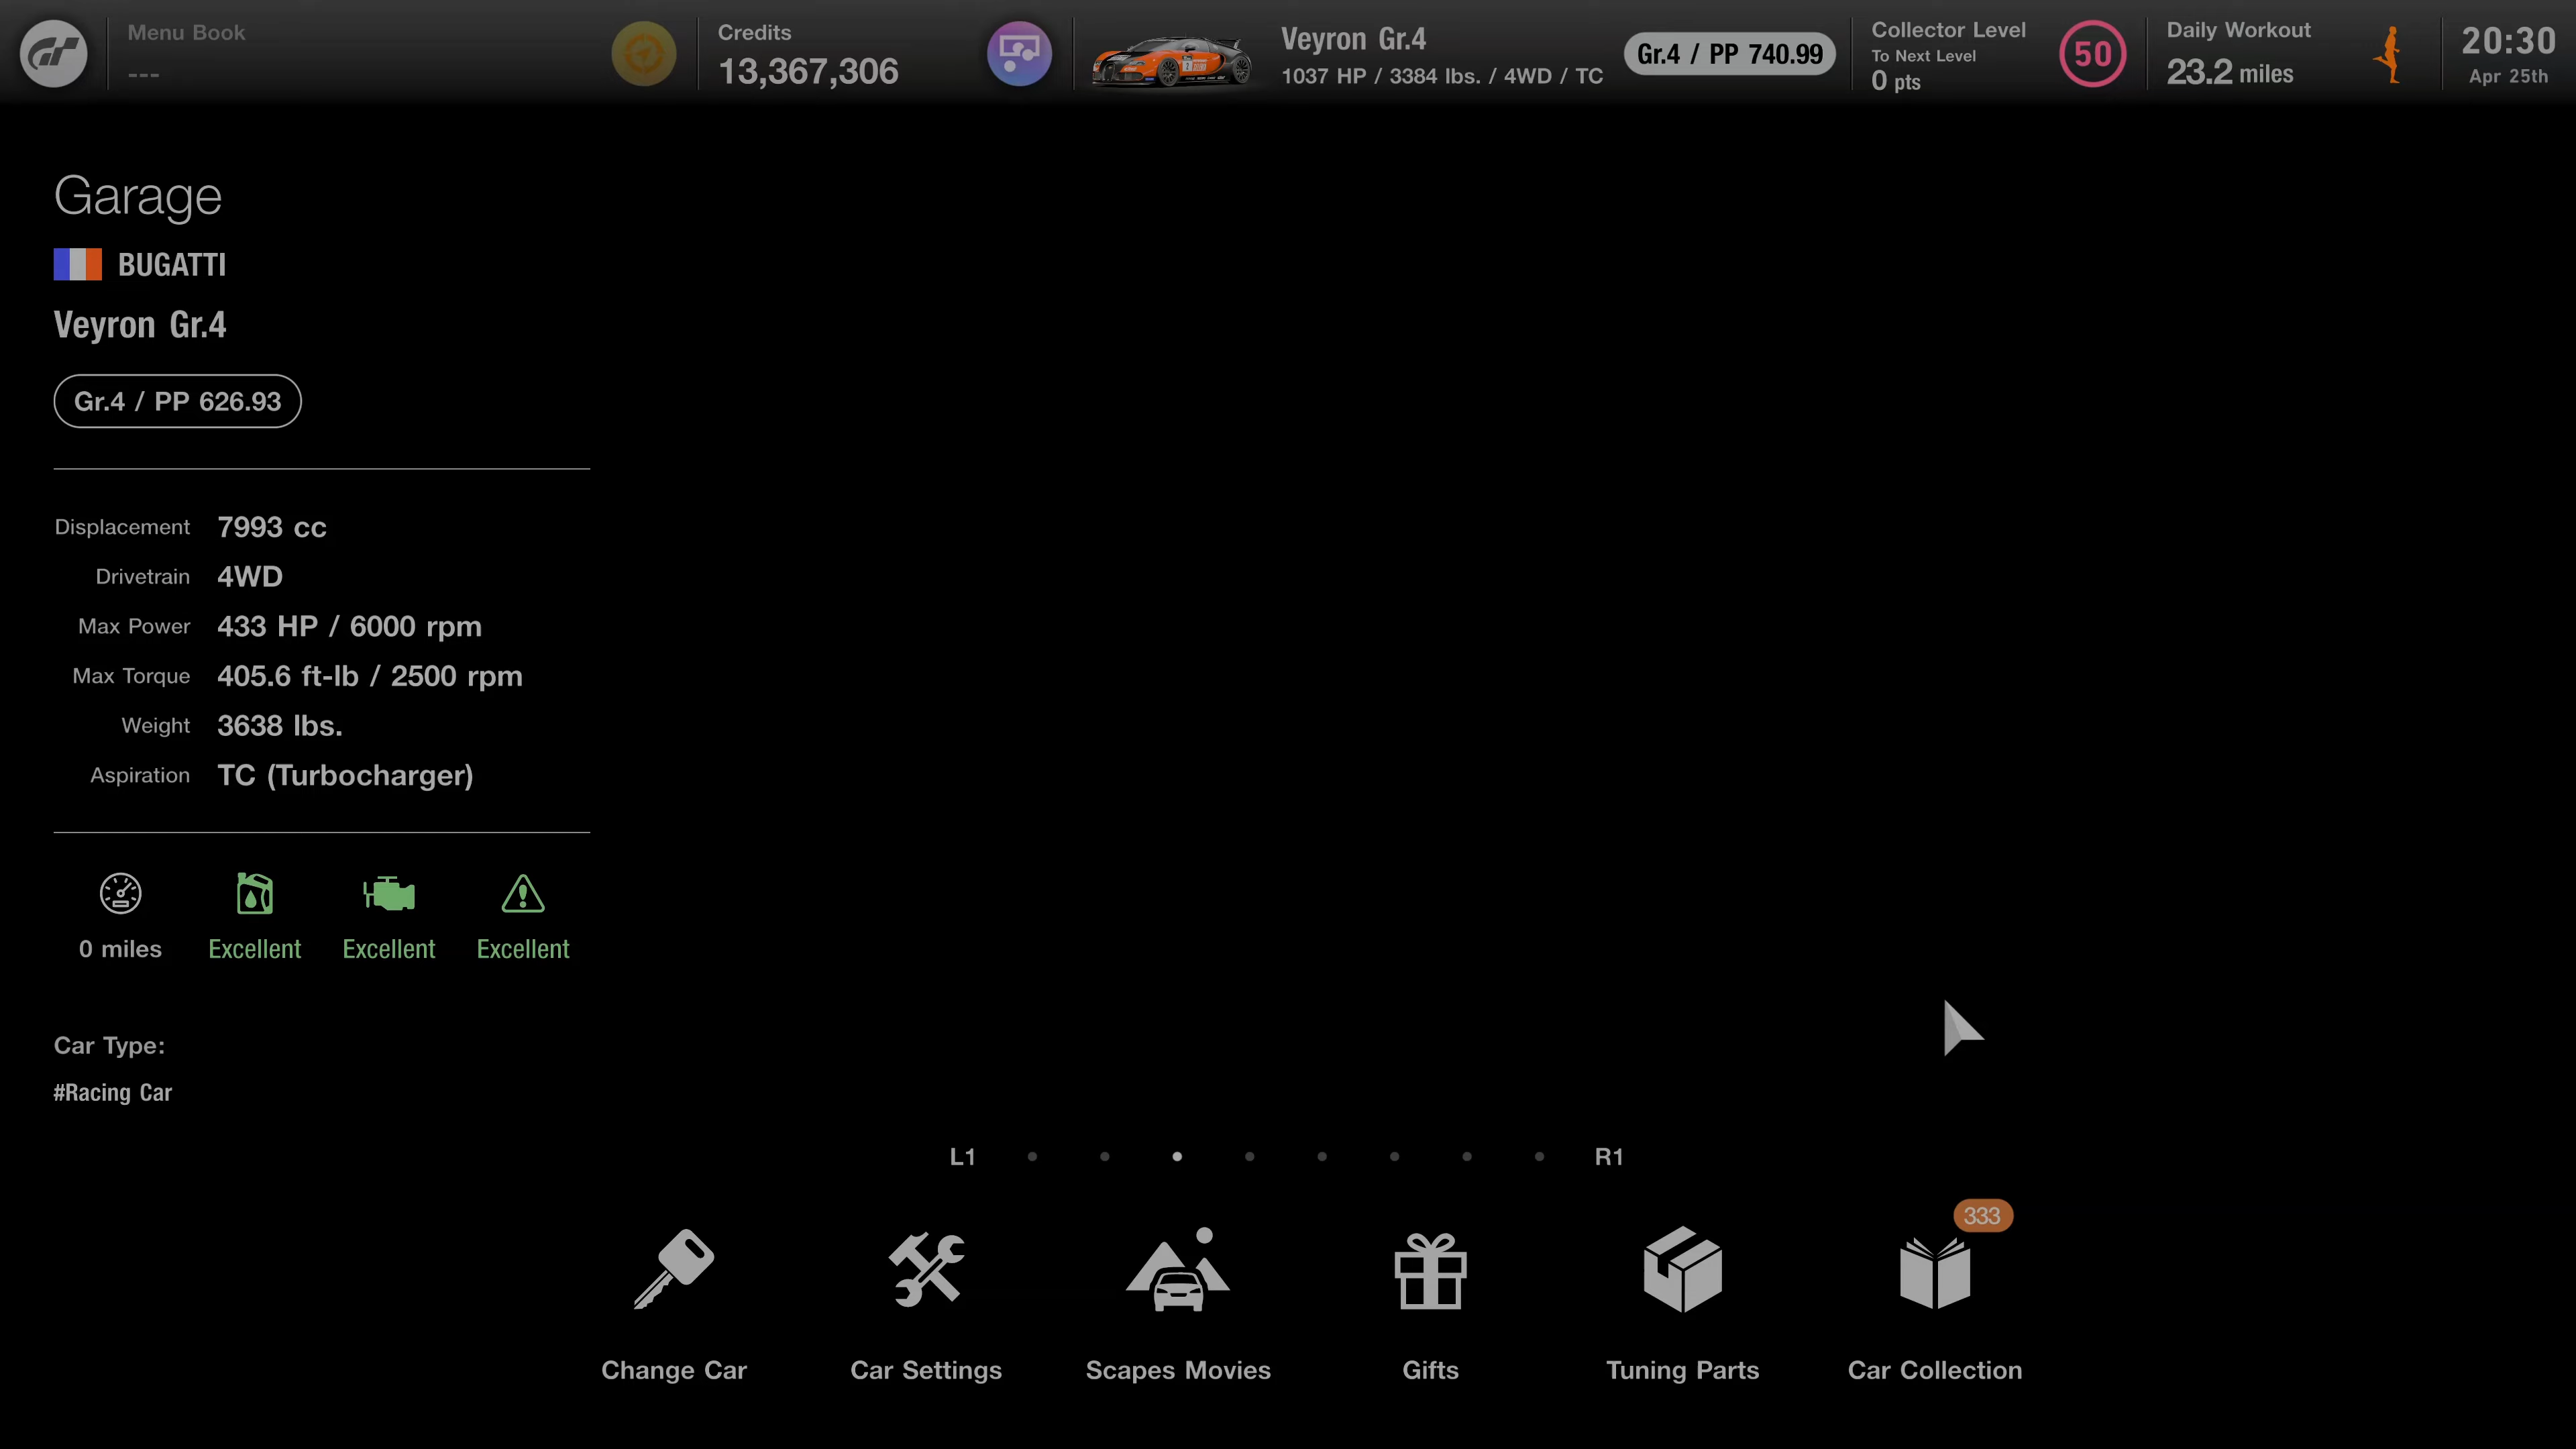 Menu Book
---
Credits
13,367,306
Veyron Gr.4
1037 HP / 3384 lbs. / 4WD / TC
Gr.4 / PP 740.99
Collector Level
To Next Level
0 pts
50
Daily Workout
23.2 miles
20:30
Apr 25th
Garage
BUGATTI
Veyron Gr.4
Gr.4 / PP 626.93
Displacement 7993 cc
Drivetrain 4WD
Max Power 433 HP / 6000 rpm
Max Torque 405.6 ft-lb / 2500 rpm
Weight 3638 lbs.
Aspiration TC (Turbocharger)
0 miles Excellent Excellent Excellent
Car Type:
#Racing Car
L1 R1
333
Change Car Car Settings Scapes Movies Gifts Tuning Parts Car Collection